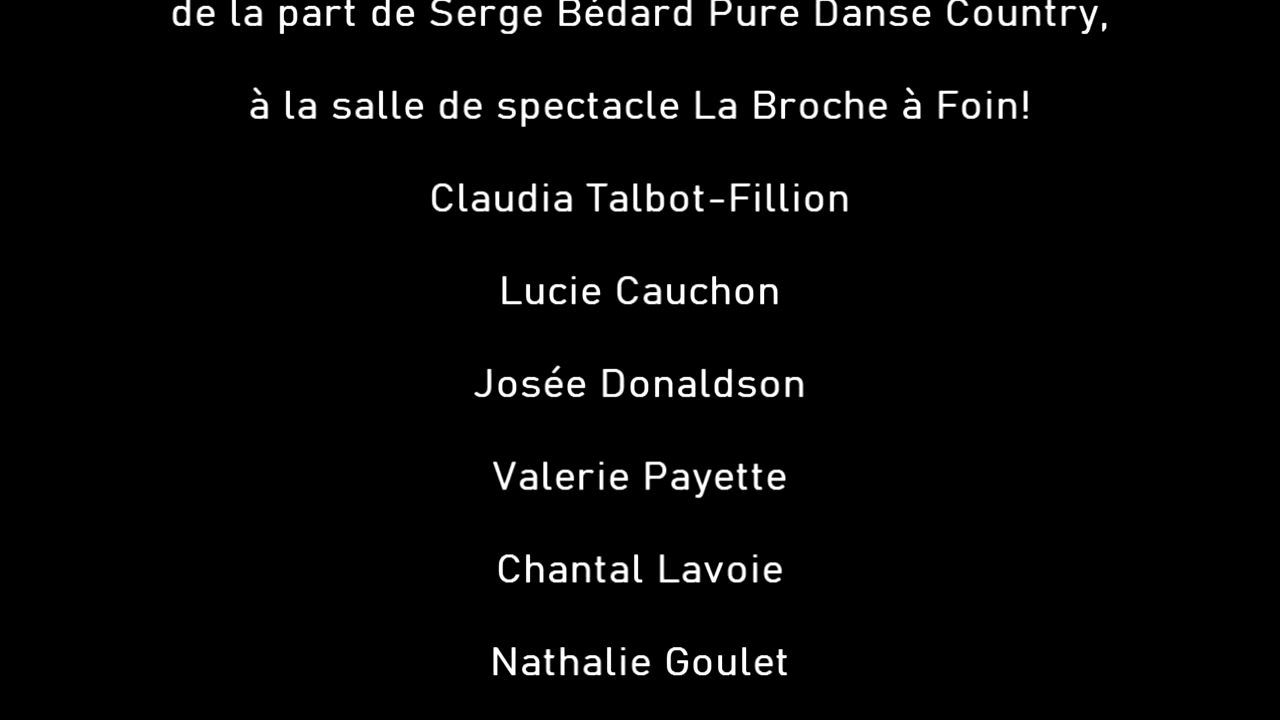 de la part de Serge Bédard Pure Danse Country,
à la salle de spectacle La Broche à Foin!
Claudia Talbot-Fillion
Lucie Cauchon
Josée Donaldson
Valerie Payette
Chantal Lavoie
Nathalie Goulet